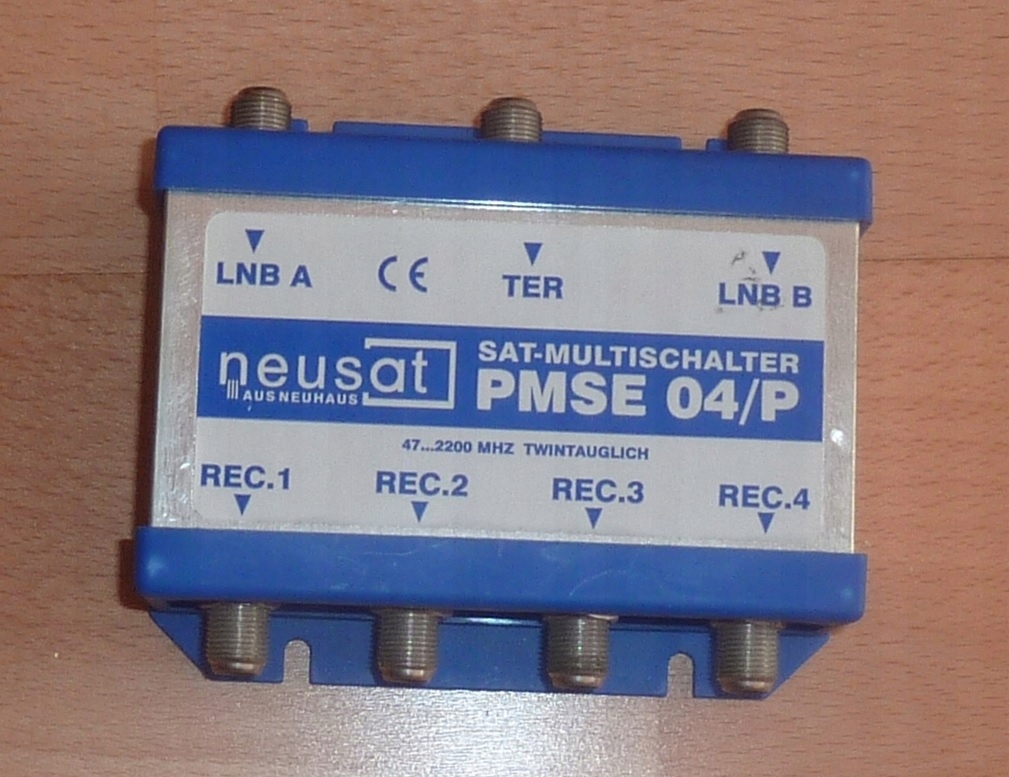 LNB A CE TER LNB B
neusat
AUS NEUHAUS
SAT-MULTISCHALTER
PMSE 04/P
47...2200 MHZ TWINTAUGLICH
REC.1 REC.2 REC.3 REC.4